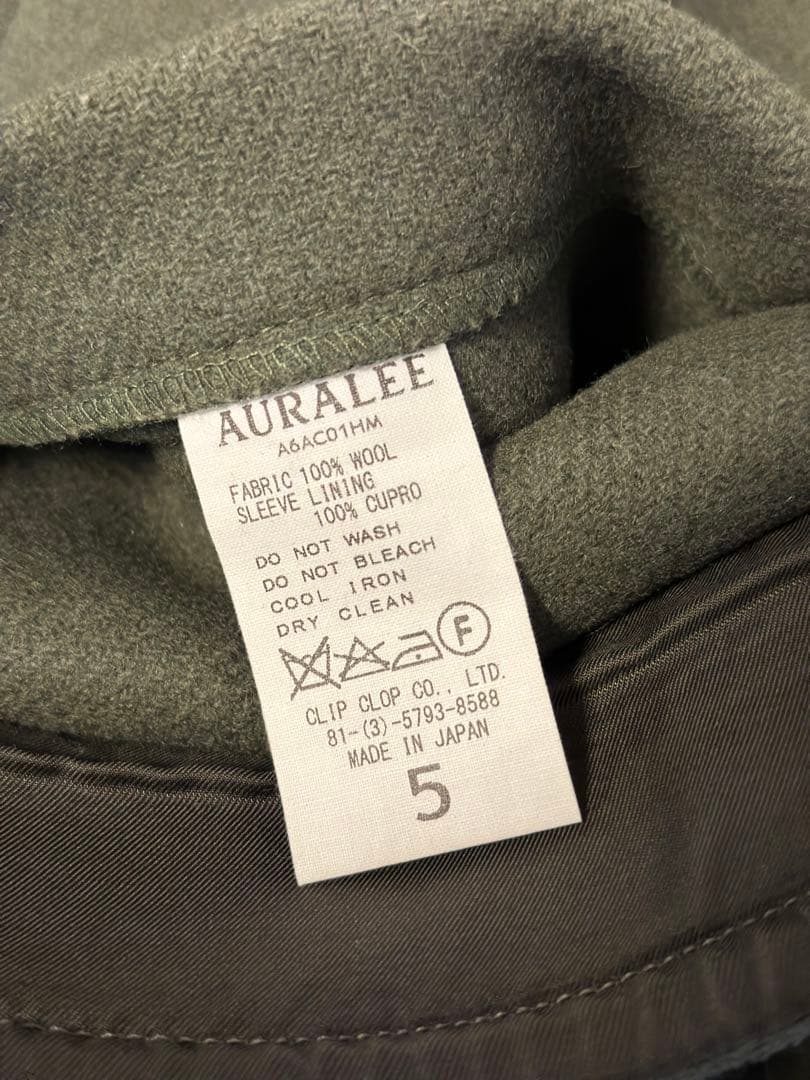 AURALEE
A6AC01HM
FABRIC 100% WOOL
SLEEVE LINING
100% CUPRO
DO NOT WASH
DO NOT BLEACH
COOL IRON
DRY CLEAN
F
CLIP CLOP CO., LTD.
81-(3)-5793-8588
MADE IN JAPAN
5